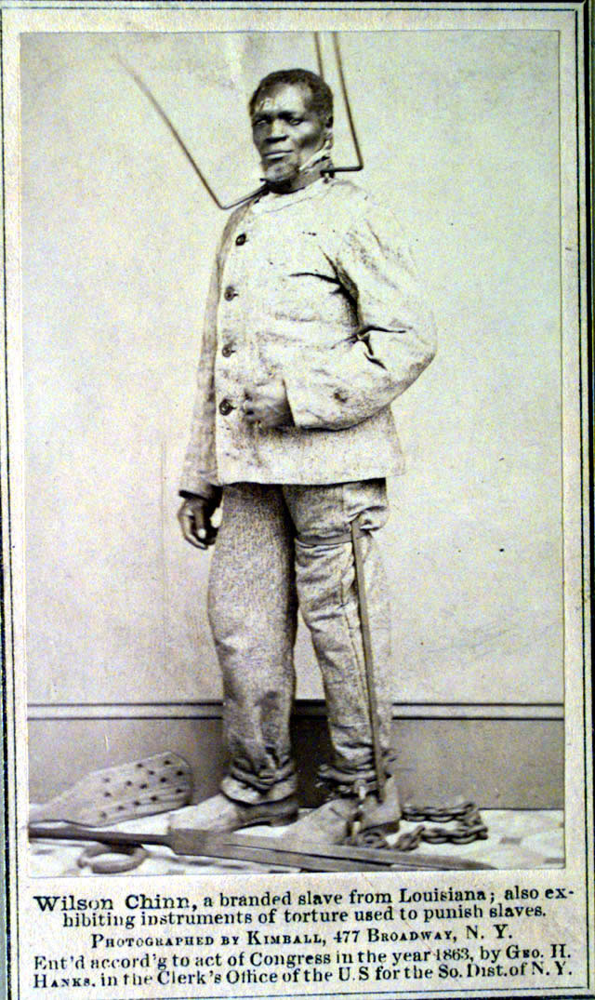 Wilson Chinn, a branded slave from Louisiana; also ex-
hibiting instruments of torture used to punish slaves.
PHOTOGRAPHED BY KIMBALL, 477 BROADWAY, N. Y.
Ent'd accord'g to act of Congress in the year 1863, by GEO. H.
HANKS, in the Clerk's Office of the U.S for the So. Dist. of N. Y.